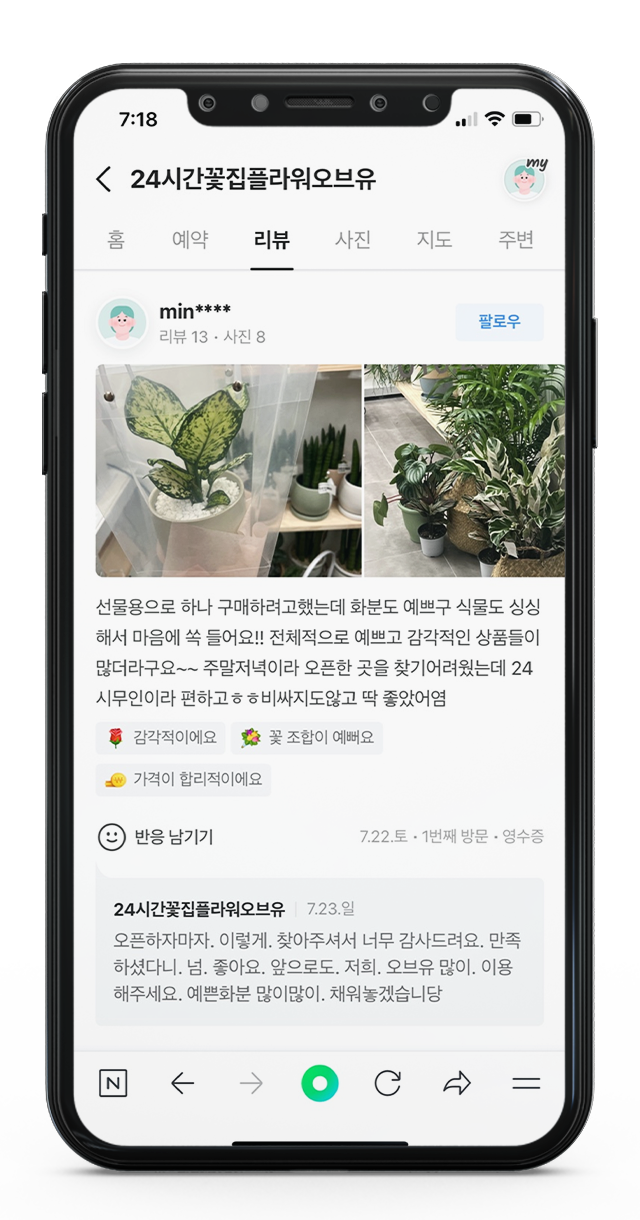 7:18
24시간꽃집플라워오브유
my
홈 예약 리뷰 사진 지도 주변
min****
리뷰 13 · 사진 8
팔로우
선물용으로 하나 구매하려고했는데 화분도 예쁘구 식물도 싱싱
해서 마음에 쏙 들어요!! 전체적으로 예쁘고 감각적인 상품들이
많더라구요~~ 주말저녁이라 오픈한 곳을 찾기어려웠는데 24
시무인이라 편하고ㅎㅎ비싸지도않고 딱 좋았어염
감각적이에요 꽃 조합이 예뻐요
가격이 합리적이에요
반응 남기기 7.22.토 · 1번째 방문 · 영수증
24시간꽃집플라워오브유 7.23.일
오픈하자마자. 이렇게. 찾아주셔서 너무 감사드려요. 만족
하셨다니. 넘. 좋아요. 앞으로도. 저희. 오브유 많이. 이용
해주세요. 예쁜화분 많이많이. 채워놓겠습니당
N